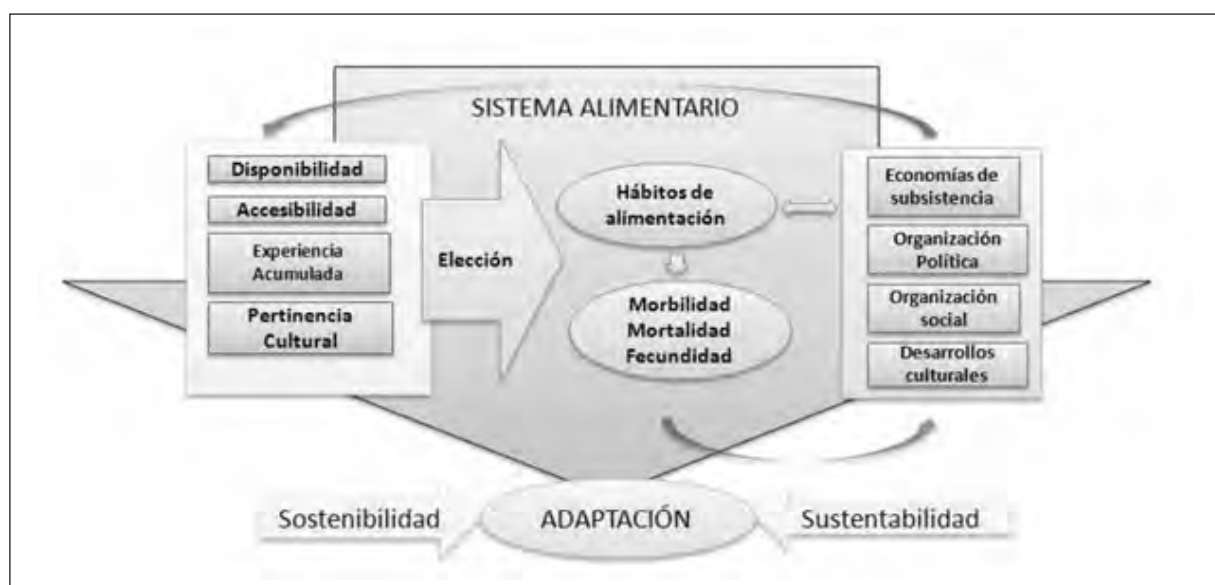 SISTEMA ALIMENTARIO
Disponibilidad
Accesibilidad
Experiencia
Acumulada
Pertinencia
Cultural
Elección
Hábitos de
alimentación
Morbilidad
Mortalidad
Fecundidad
Economías de
subsistencia
Organización
Política
Organización
social
Desarrollos
culturales
Sostenibilidad
ADAPTACIÓN
Sustentabilidad